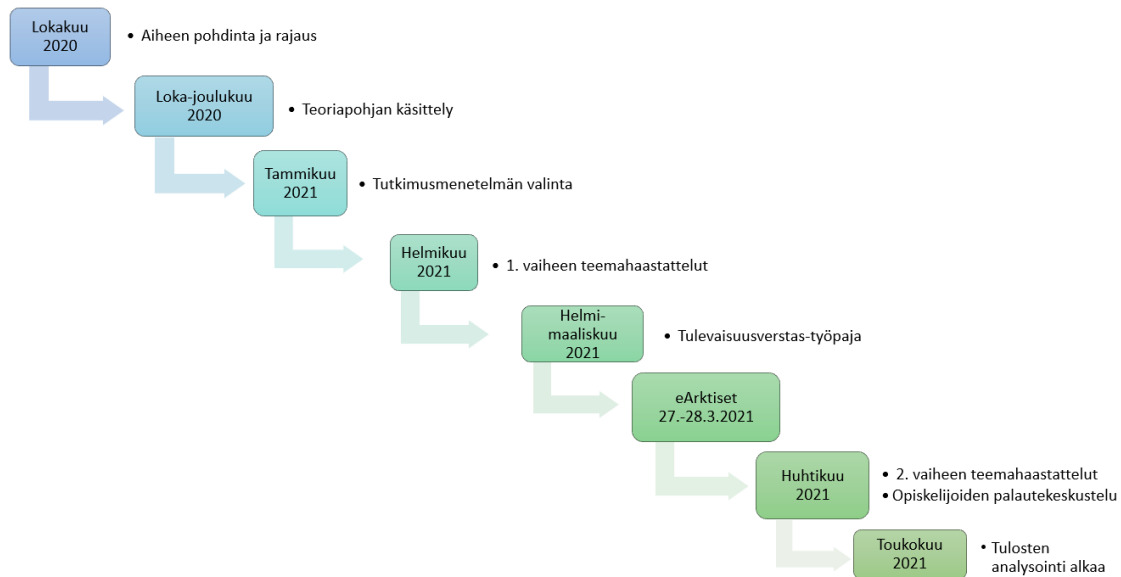 Lokakuu
2020
• Aiheen pohdinta ja rajaus
Loka-joulukuu
2020
• Teoriapohjan käsittely
Tammikuu
2021
• Tutkimusmenetelmän valinta
Helmikuu
2021
• 1. vaiheen teemahaastattelut
Helmi-
maaliskuu
2021
• Tulevaisuusverstas-työpaja
eArktiset
27.-28.3.2021
Huhtikuu
2021
• 2. vaiheen teemahaastattelut
• Opiskelijoiden palautekeskustelu
Toukokuu
2021
• Tulosten
analysointi alkaa